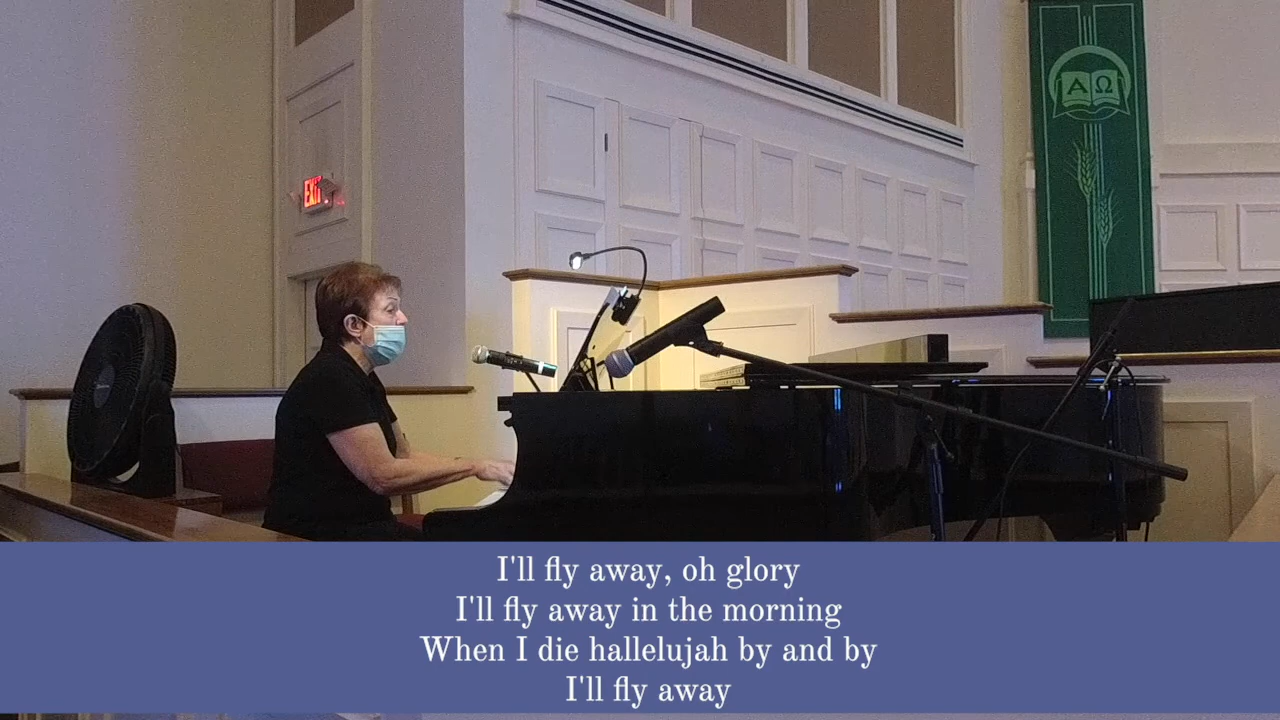 ΑΩ
EXIT
I'll fly away, oh glory
I'll fly away in the morning
When I die hallelujah by and by
I'll fly away